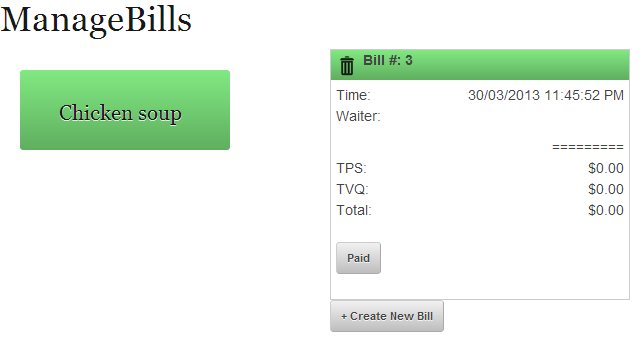 ManageBills
Chicken soup
Bill #: 3
Time: 30/03/2013 11:45:52 PM
Waiter:
=========
TPS: $0.00
TVQ: $0.00
Total: $0.00
Paid
+ Create New Bill